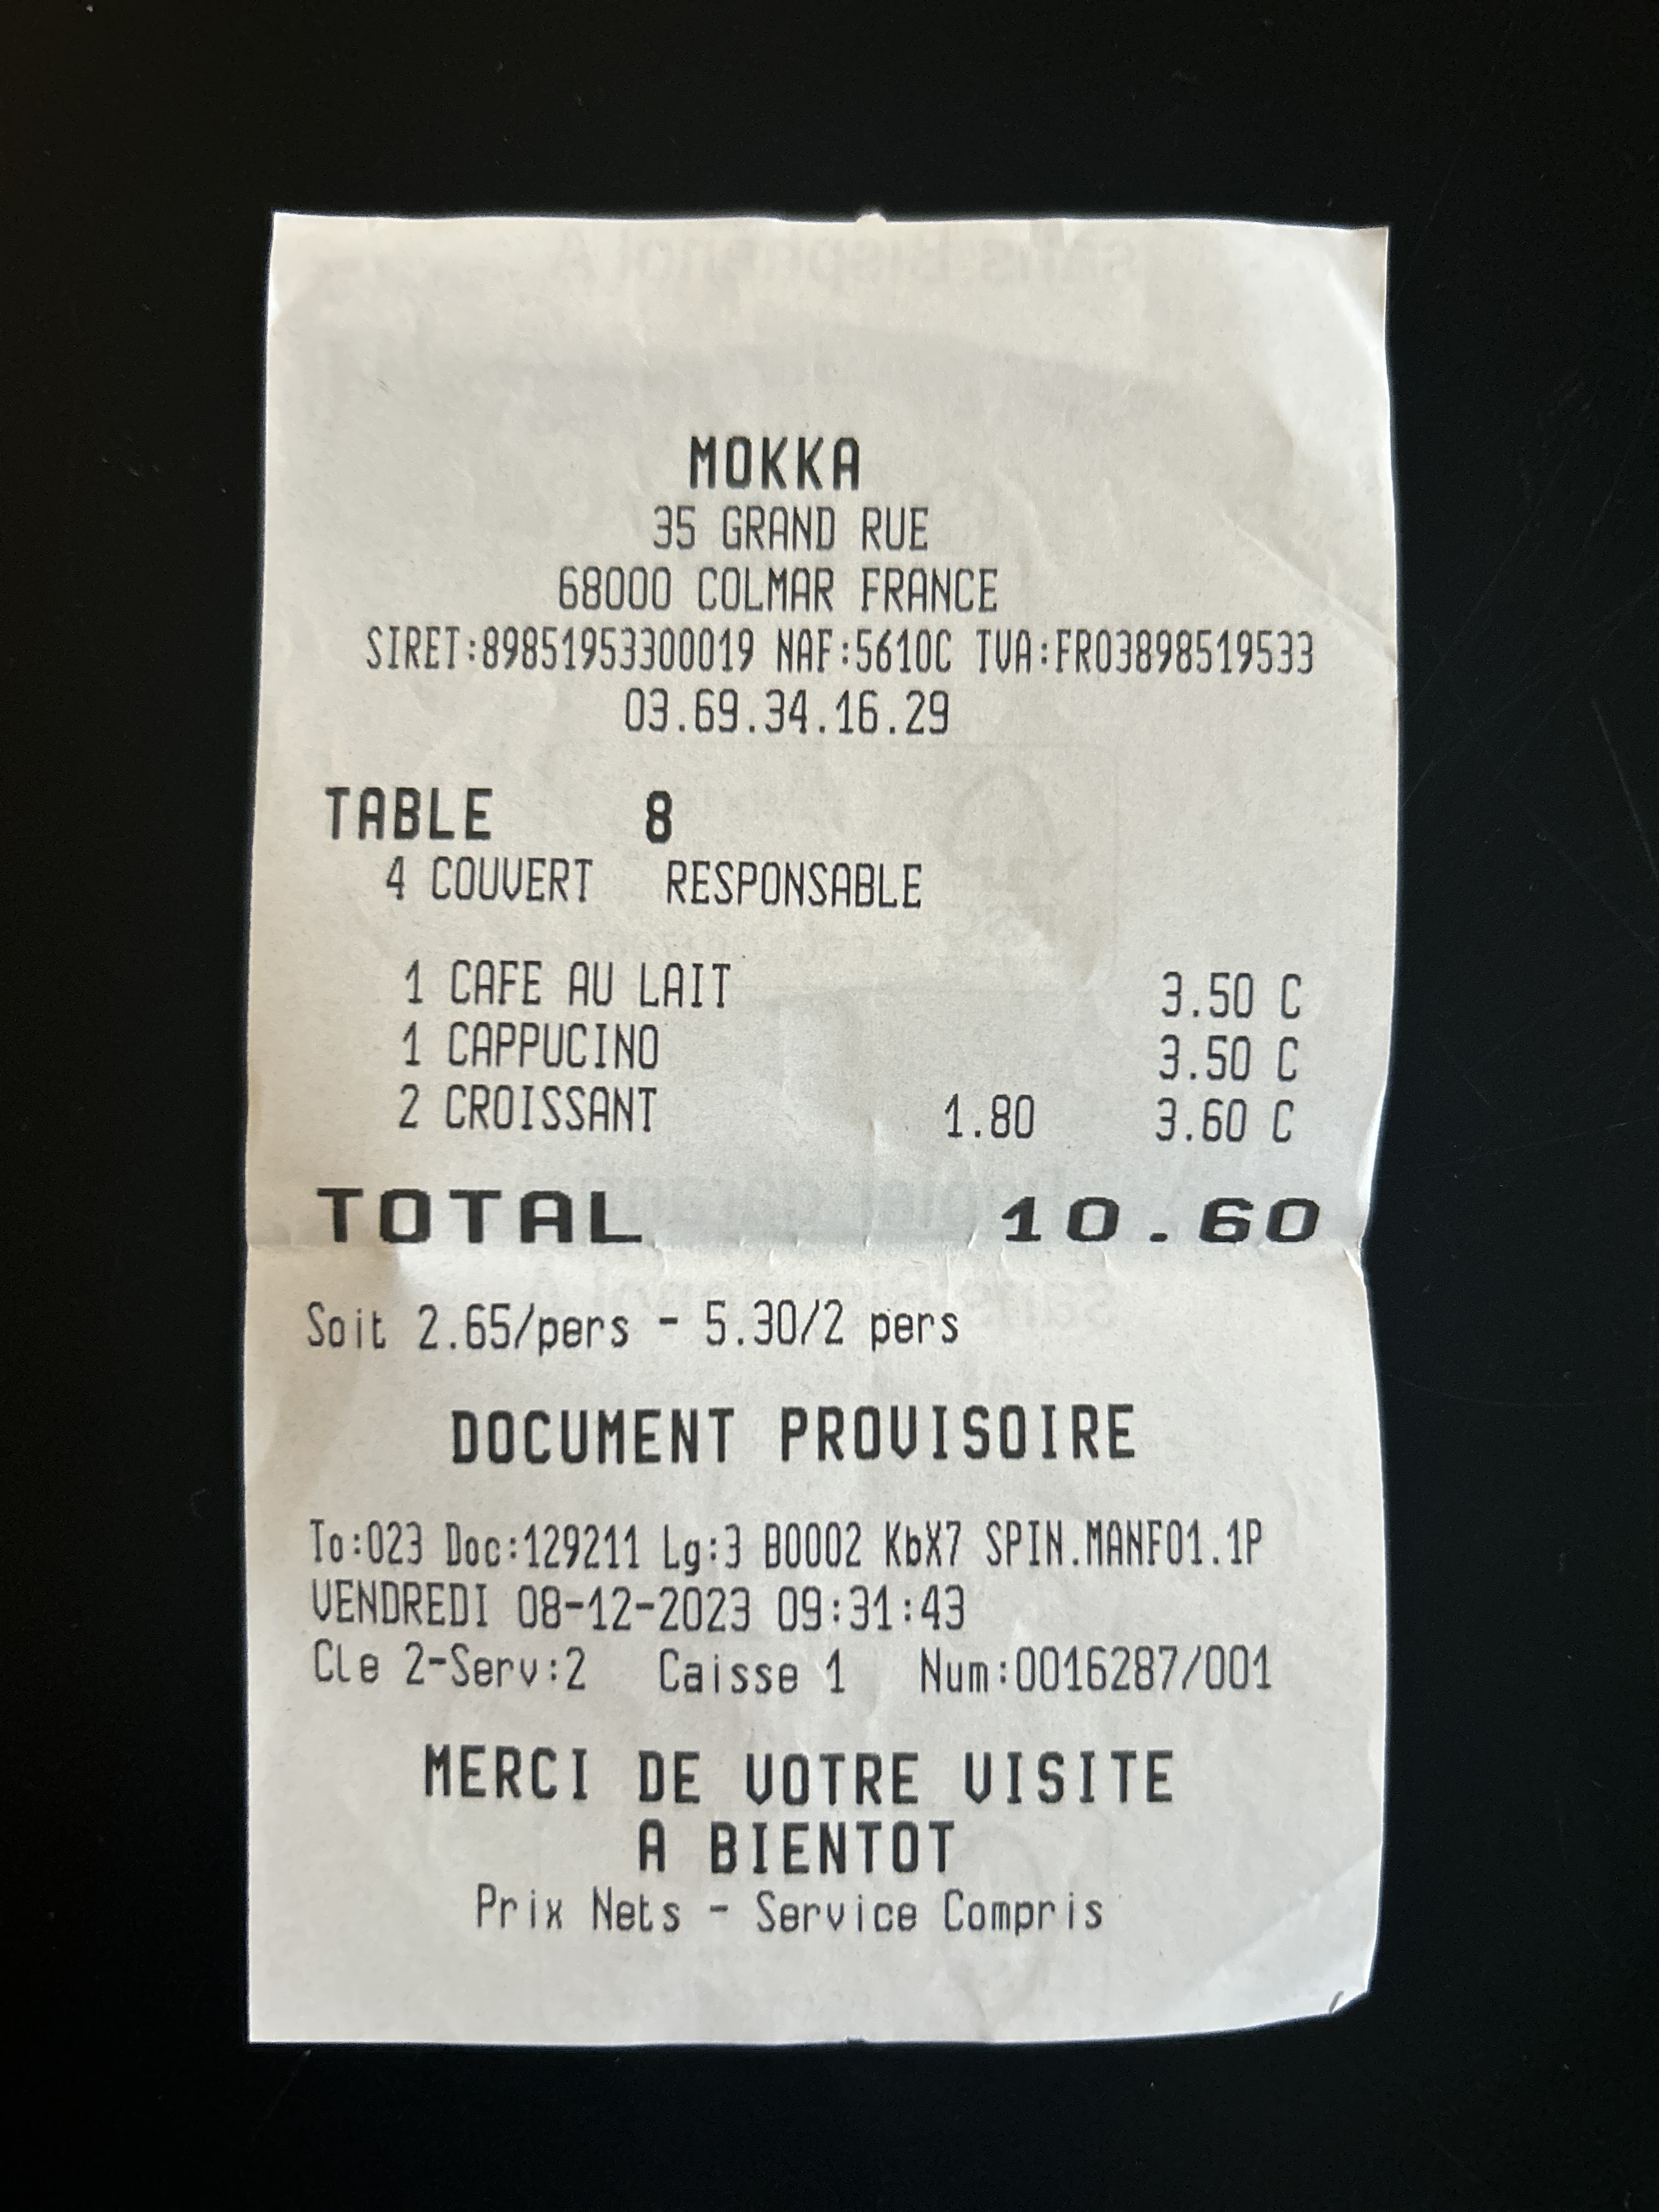 MOKKA
35 GRAND RUE
68000 COLMAR FRANCE
SIRET:89851953300019 NAF:5610C TVA:FR03898519533
03.69.34.16.29
TABLE 8
4 COUVERT RESPONSABLE
1 CAFE AU LAIT 3.50 C
1 CAPPUCINO 3.50 C
2 CROISSANT 1.80 3.60 C
TOTAL 10.60
Soit 2.65/pers - 5.30/2 pers
DOCUMENT PROVISOIRE
To:023 Doc:129211 Lg:3 B0002 KbX7 SPIN.MANF01.1P
VENDREDI 08-12-2023 09:31:43
Cle 2-Serv:2 Caisse 1 Num:0016287/001
MERCI DE VOTRE VISITE
A BIENTOT
Prix Nets - Service Compris